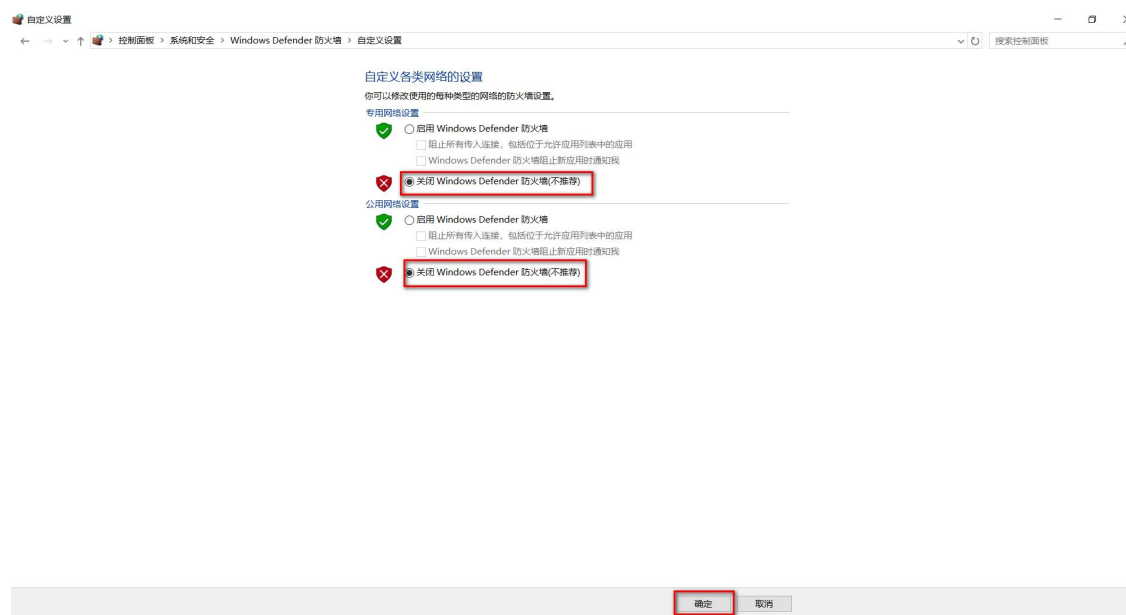 自定义设置
控制面板 > 系统和安全 > Windows Defender 防火墙 > 自定义设置
搜索控制面板
自定义各类网络的设置
你可以修改使用的每种类型的网络的防火墙设置。
专用网络设置
启用 Windows Defender 防火墙
阻止所有传入连接，包括位于允许应用列表中的应用
Windows Defender 防火墙阻止新应用时通知我
关闭 Windows Defender 防火墙(不推荐)
公用网络设置
启用 Windows Defender 防火墙
阻止所有传入连接，包括位于允许应用列表中的应用
Windows Defender 防火墙阻止新应用时通知我
关闭 Windows Defender 防火墙(不推荐)
确定 取消